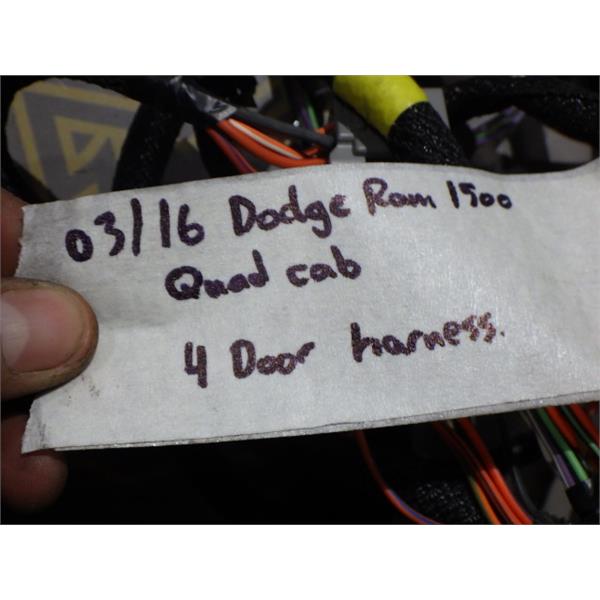 03/16 Dodge Ram 1500
Quad cab
4 Door harness.